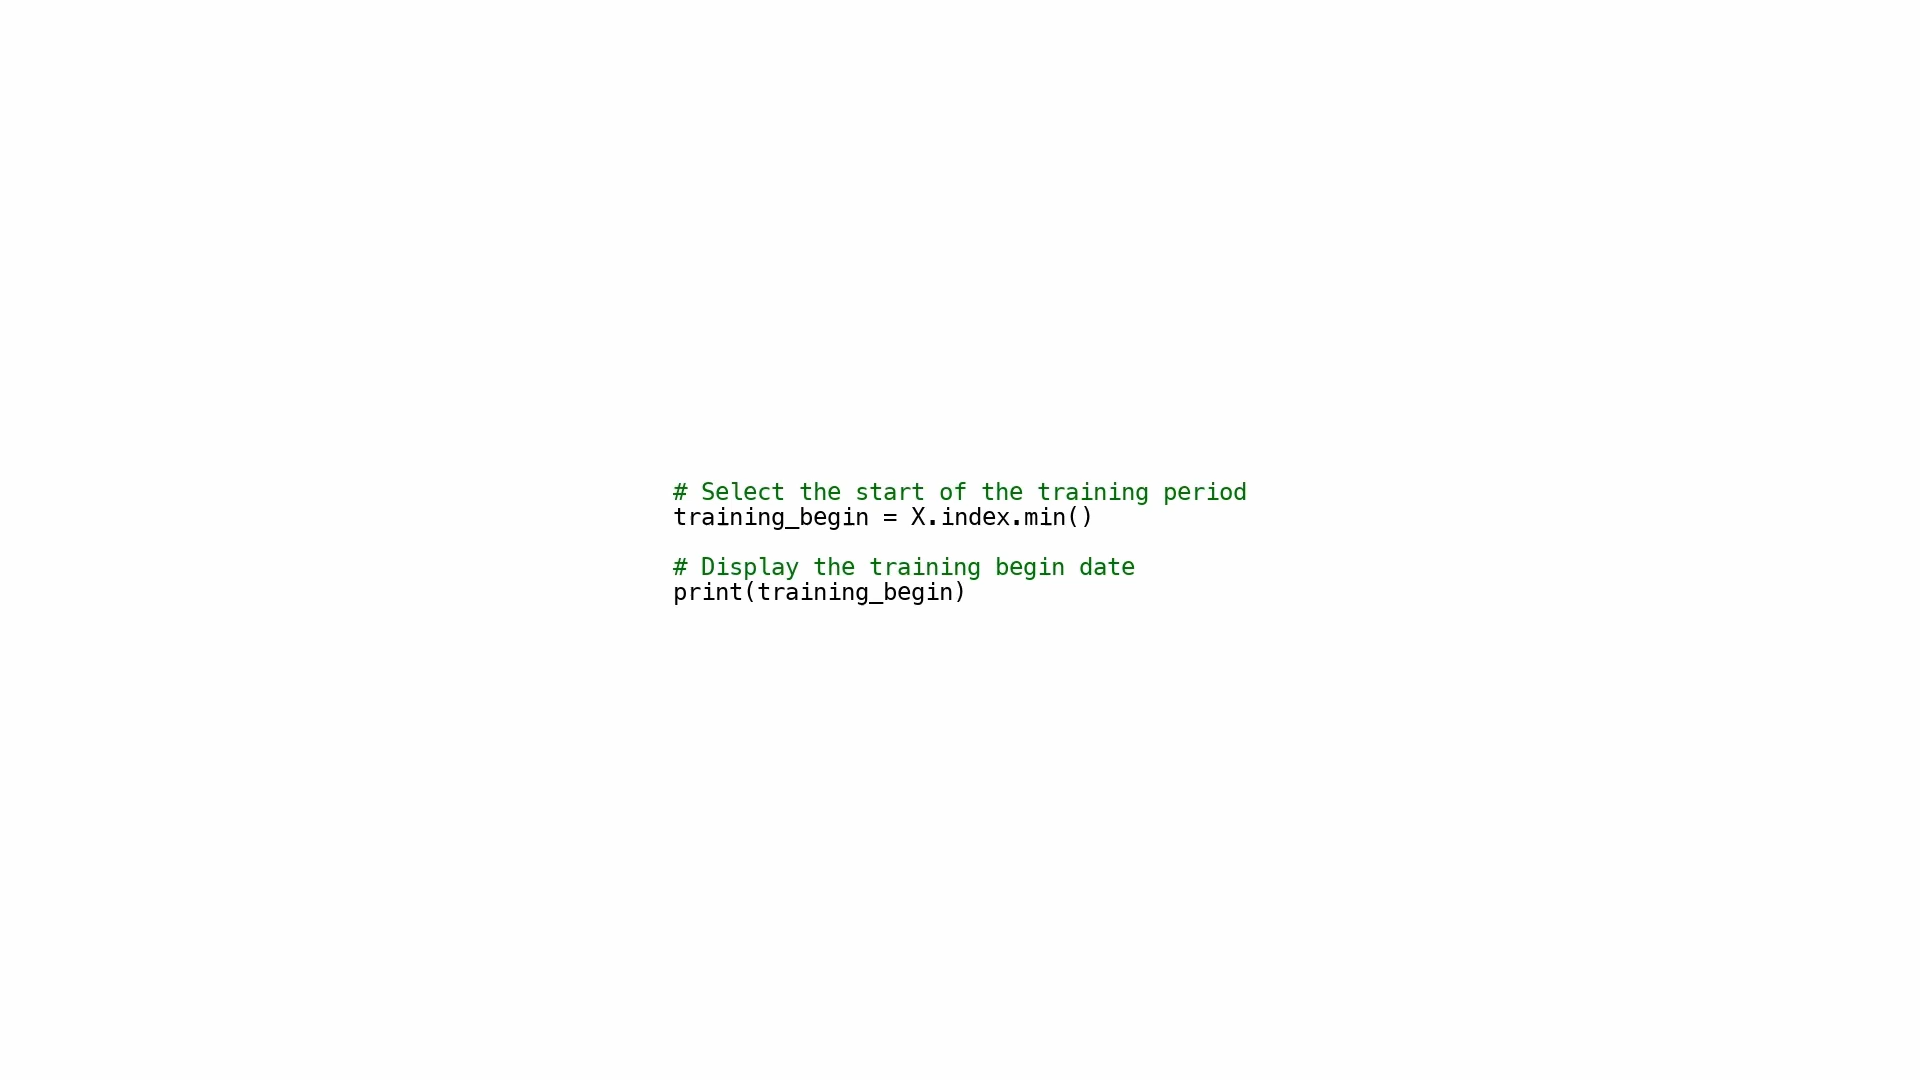 # Select the start of the training period
training_begin = X.index.min()
# Display the training begin date
print(training_begin)